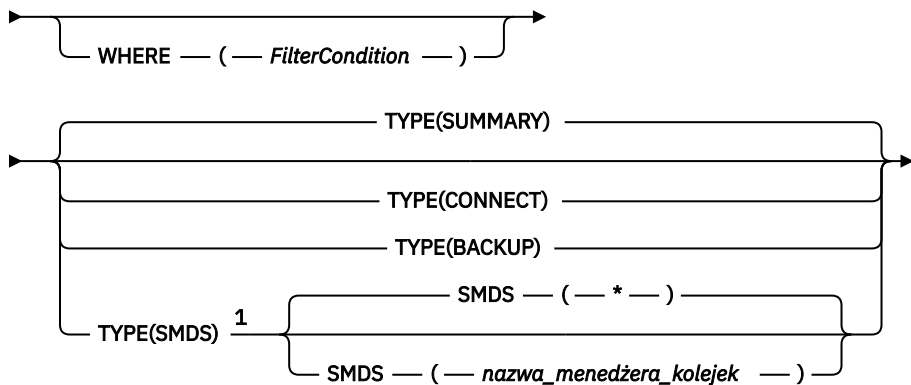 WHERE ( FilterCondition )
TYPE(SUMMARY)
TYPE(CONNECT)
TYPE(BACKUP)
SMDS ( * )
TYPE(SMDS) 1
SMDS ( nazwa_menedżera_kolejek )